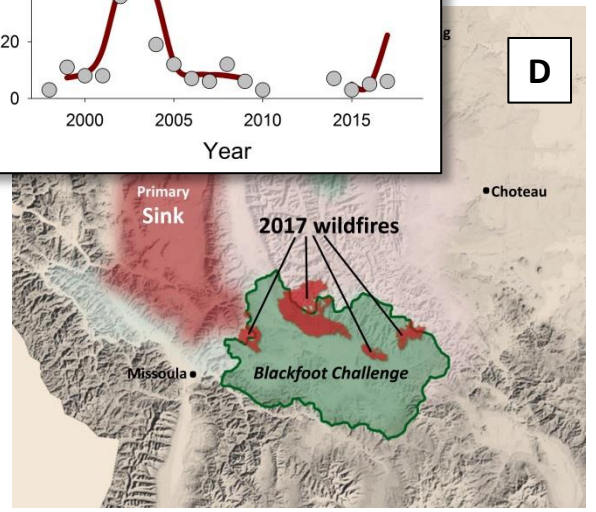 20
0
2000 2005 2010 2015
Year
D
g
Primary
Sink
Choteau
2017 wildfires
Missoula
Blackfoot Challenge